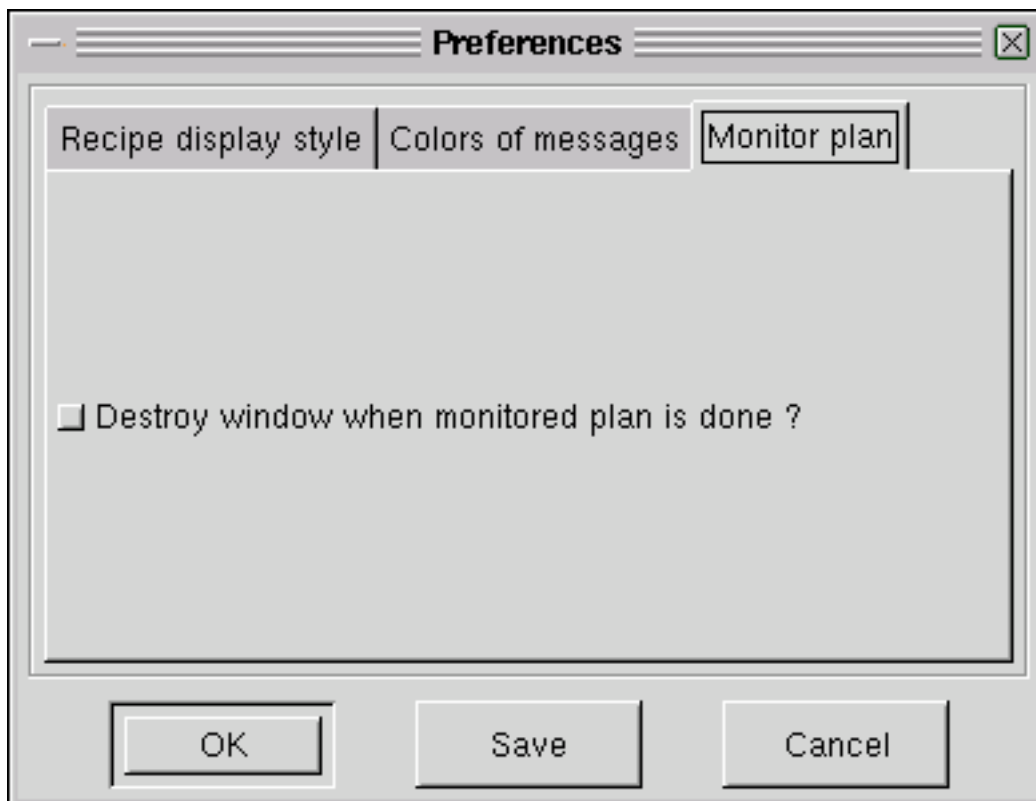 Preferences
Recipe display style
Colors of messages
Monitor plan
Destroy window when monitored plan is done ?
OK
Save
Cancel